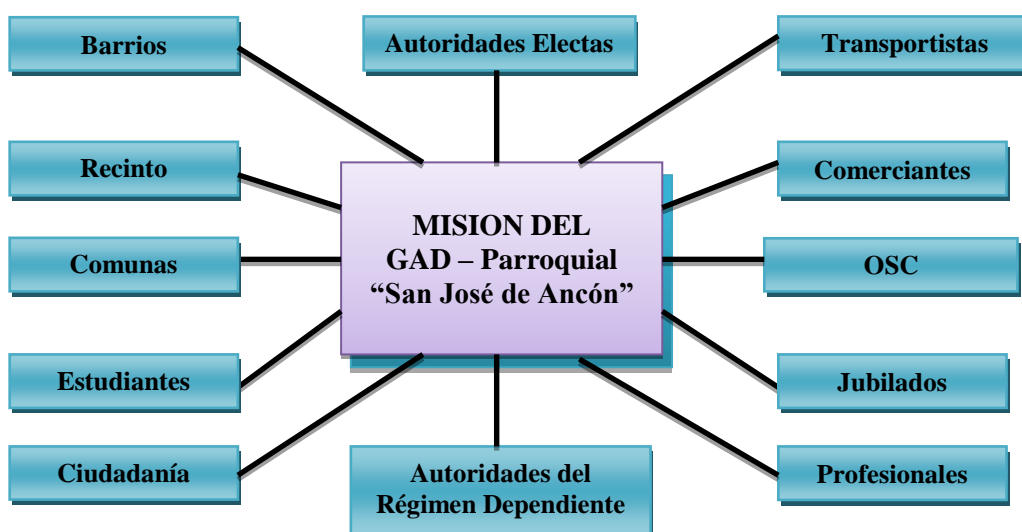 Barrios
Autoridades Electas
Transportistas
Recinto
Comerciantes
MISION DEL
GAD – Parroquial
“San José de Ancón”
Comunas
OSC
Estudiantes
Jubilados
Ciudadanía
Autoridades del
Régimen Dependiente
Profesionales